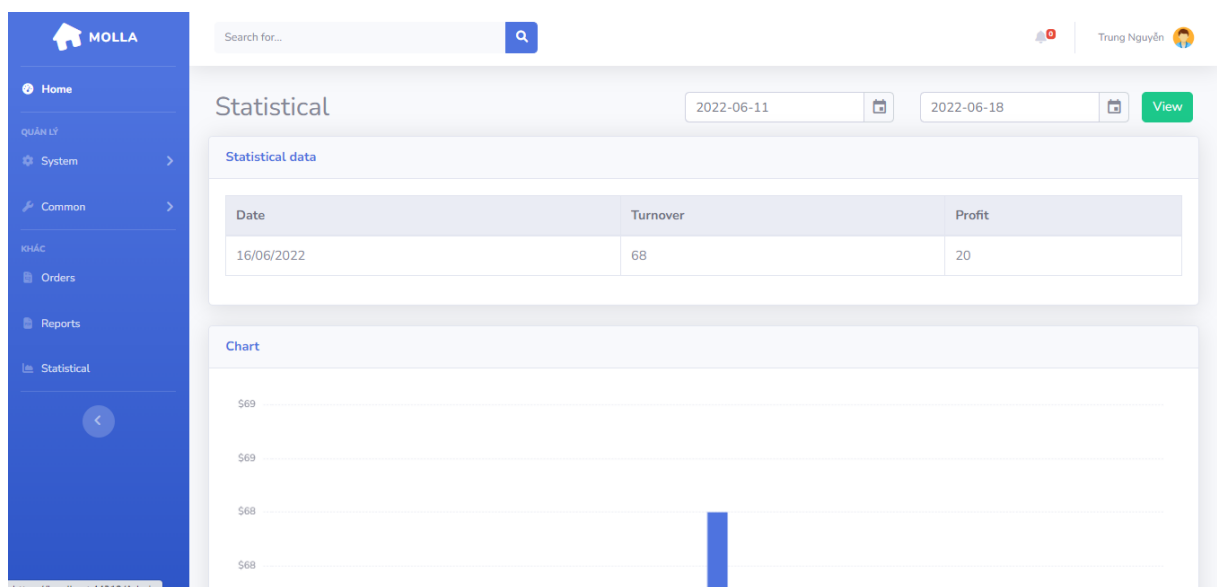 MOLLA
Search for...
0
Trung Nguyễn
Home
QUẢN LÝ
System
Common
KHÁC
Orders
Reports
Statistical
Statistical
2022-06-11
2022-06-18
View
Statistical data
Date Turnover Profit
16/06/2022 68 20
Chart
$69
$69
$68
$68